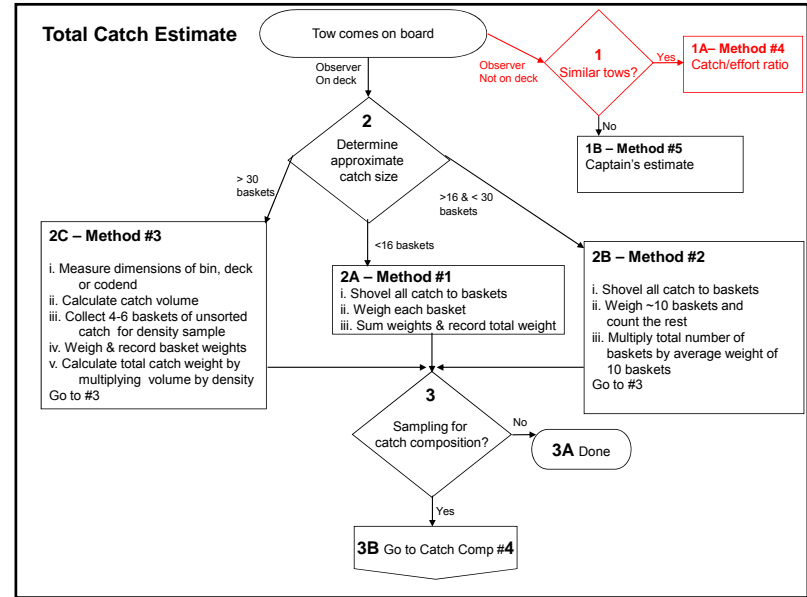 Total Catch Estimate
Tow comes on board
Observer
On deck
Observer
Not on deck
1
Similar tows?
Yes
1A– Method #4
Catch/effort ratio
No
1B – Method #5
Captain's estimate
2
Determine
approximate
catch size
> 30
baskets
>16 & < 30
baskets
<16 baskets
2C – Method #3
i. Measure dimensions of bin, deck or
codend
ii. Calculate catch volume
iii. Collect 4-6 baskets of unsorted
catch for density sample
iv. Weigh & record basket weights
v. Calculate total catch weight by
multiplying volume by density
Go to #3
2A – Method #1
i. Shovel all catch to baskets
ii. Weigh each basket
iii. Sum weights & record total weight
2B – Method #2
i. Shovel all catch to baskets
ii. Weigh ~10 baskets and
count the rest
iii. Multiply total number of
baskets by average weight of
10 baskets
Go to #3
3
Sampling for
catch composition?
No
3A Done
Yes
3B Go to Catch Comp #4